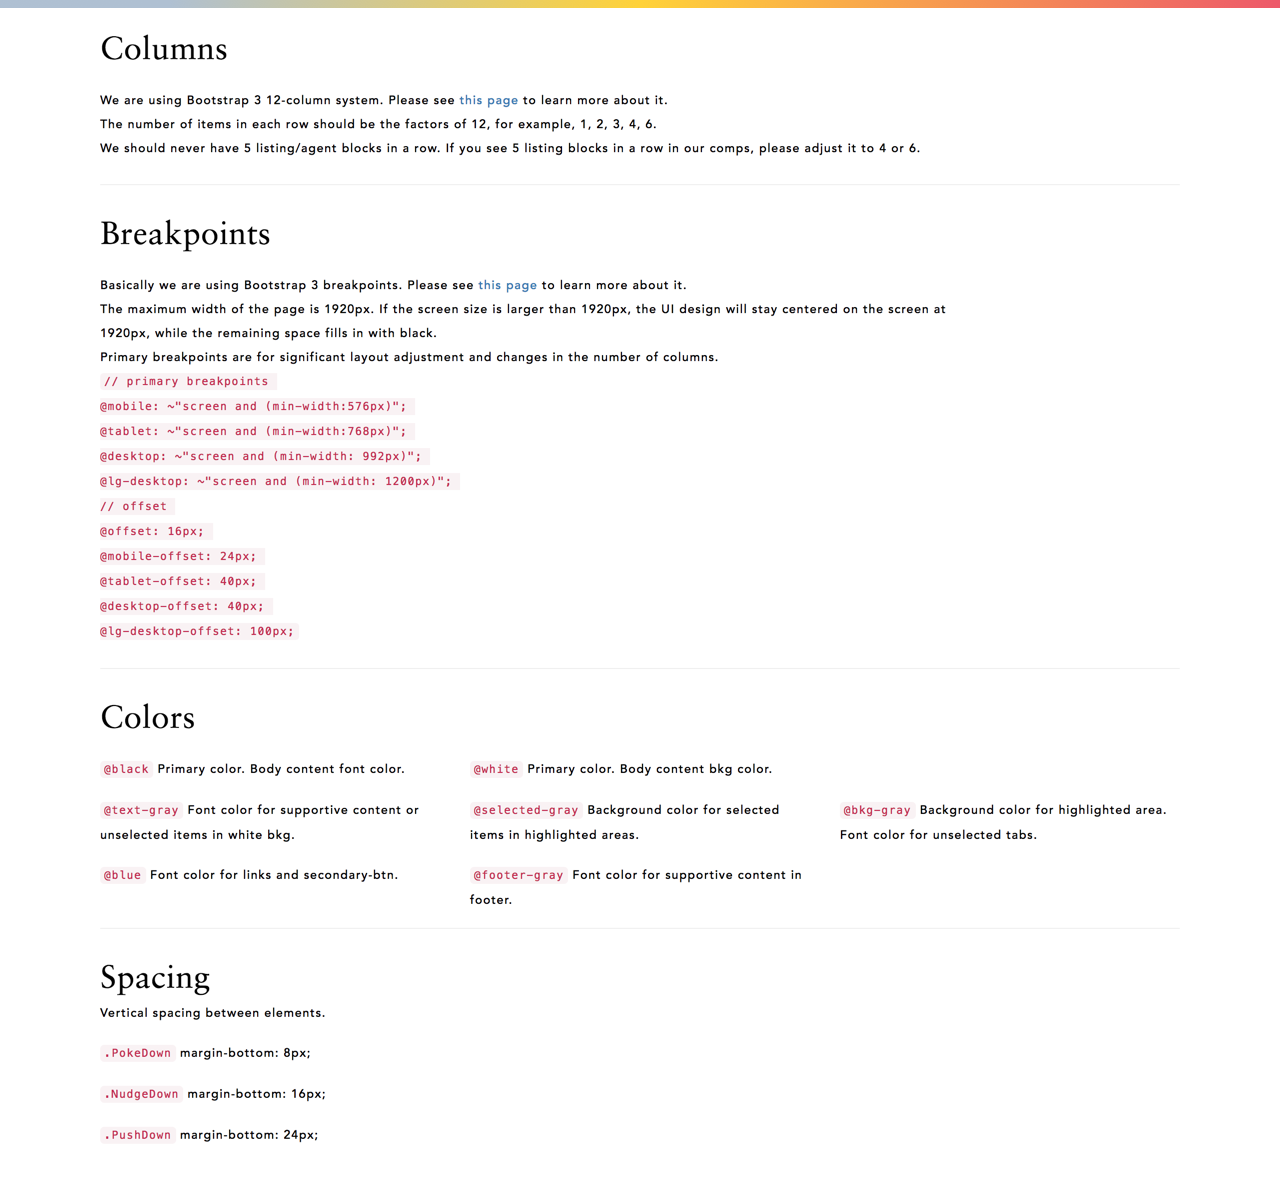 Columns
We are using Bootstrap 3 12-column system. Please see this page to learn more about it.
The number of items in each row should be the factors of 12, for example, 1, 2, 3, 4, 6.
We should never have 5 listing/agent blocks in a row. If you see 5 listing blocks in a row in our comps, please adjust it to 4 or 6.
Breakpoints
Basically we are using Bootstrap 3 breakpoints. Please see this page to learn more about it.
The maximum width of the page is 1920px. If the screen size is larger than 1920px, the UI design will stay centered on the screen at
1920px, while the remaining space fills in with black.
Primary breakpoints are for significant layout adjustment and changes in the number of columns.
// primary breakpoints
@mobile: ~"screen and (min-width:576px)";
@tablet: ~"screen and (min-width:768px)";
@desktop: ~"screen and (min-width: 992px)";
@lg-desktop: ~"screen and (min-width: 1200px)";
// offset
@offset: 16px;
@mobile-offset: 24px;
@tablet-offset: 40px;
@desktop-offset: 40px;
@lg-desktop-offset: 100px;
Colors
@black Primary color. Body content font color.
@white Primary color. Body content bkg color.
@text-gray Font color for supportive content or
unselected items in white bkg.
@selected-gray Background color for selected
items in highlighted areas.
@bkg-gray Background color for highlighted area.
Font color for unselected tabs.
@blue Font color for links and secondary-btn.
@footer-gray Font color for supportive content in
footer.
Spacing
Vertical spacing between elements.
.PokeDown margin-bottom: 8px;
.NudgeDown margin-bottom: 16px;
.PushDown margin-bottom: 24px;